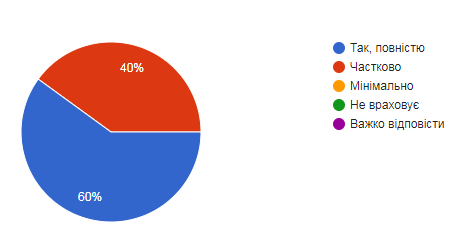 40%
60%
Так, повністю
Частково
Мінімально
Не враховує
Важко відповісти